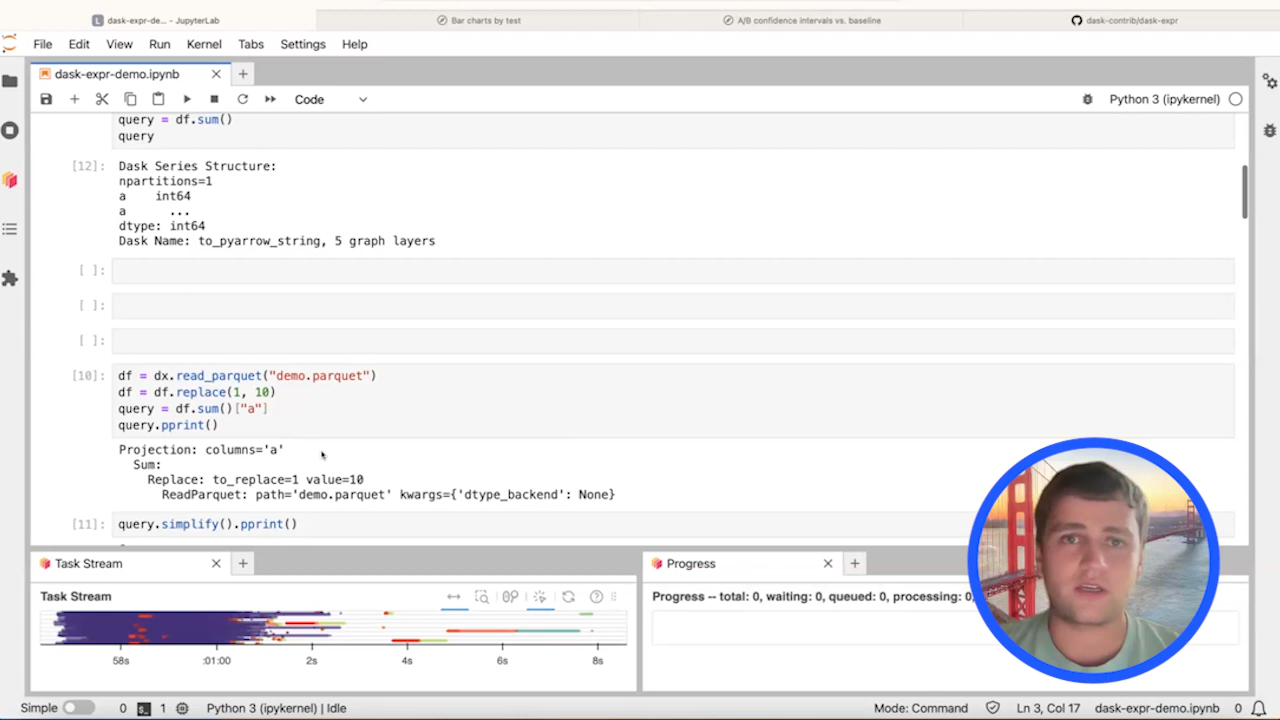 dask-expr-de... - JupyterLab
Bar charts by test
A/B confidence intervals vs. baseline
dask-contrib/dask-expr
File Edit View Run Kernel Tabs Settings Help
dask-expr-demo.ipynb
Code
Python 3 (ipykernel)
query = df.sum()
query
[12]: Dask Series Structure:
npartitions=1
a    int64
a     ...
dtype: int64
Dask Name: to_pyarrow_string, 5 graph layers
[ ]:
[ ]:
[ ]:
[10]: df = dx.read_parquet("demo.parquet")
df = df.replace(1, 10)
query = df.sum()["a"]
query.pprint()
Projection: columns='a'
  Sum:
    Replace: to_replace=1 value=10
      ReadParquet: path='demo.parquet' kwargs={'dtype_backend': None}
[11]: query.simplify().pprint()
Task Stream
Task Stream
58s :01:00 2s 4s 6s 8s
Progress
Progress -- total: 0, waiting: 0, queued: 0, processing: 0,
Simple 0 1 Python 3 (ipykernel) | Idle
Mode: Command Ln 3, Col 17 dask-expr-demo.ipynb 0